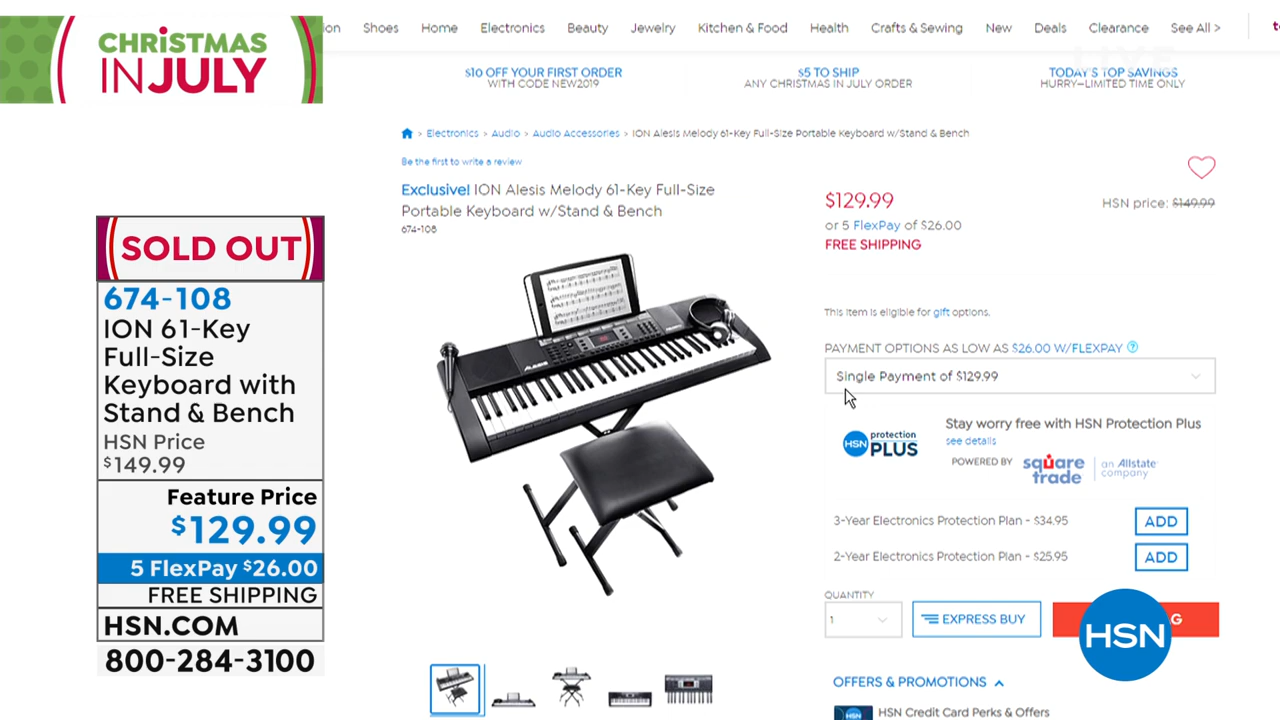 CHRISTMAS
IN JULY
ion Shoes Home Electronics Beauty Jewelry Kitchen & Food Health Crafts & Sewing New Deals Clearance See All >
LIVE
$10 OFF YOUR FIRST ORDER
WITH CODE NEW2019
$5 TO SHIP
ANY CHRISTMAS IN JULY ORDER
TODAY'S TOP SAVINGS
HURRY—LIMITED TIME ONLY
> Electronics > Audio > Audio Accessories > ION Alesis Melody 61-Key Full-Size Portable Keyboard w/Stand & Bench
Be the first to write a review
Exclusive! ION Alesis Melody 61-Key Full-Size
Portable Keyboard w/Stand & Bench
674-108
ALESIS
$129.99
HSN price: $149.99
or 5 FlexPay of $26.00
FREE SHIPPING
This item is eligible for gift options.
PAYMENT OPTIONS AS LOW AS $26.00 W/FLEXPAY ?
Single Payment of $129.99
HSN protection
PLUS
Stay worry free with HSN Protection Plus
see details
POWERED BY
square
trade
an Allstate
company
3-Year Electronics Protection Plan - $34.95
ADD
2-Year Electronics Protection Plan - $25.95
ADD
QUANTITY
1
EXPRESS BUY
G
HSN
OFFERS & PROMOTIONS
HSN
HSN Credit Card Perks & Offers
SOLD OUT
674-108
ION 61-Key
Full-Size
Keyboard with
Stand & Bench
HSN Price
$149.99
Feature Price
$129.99
5 FlexPay $26.00
FREE SHIPPING
HSN.COM
800-284-3100